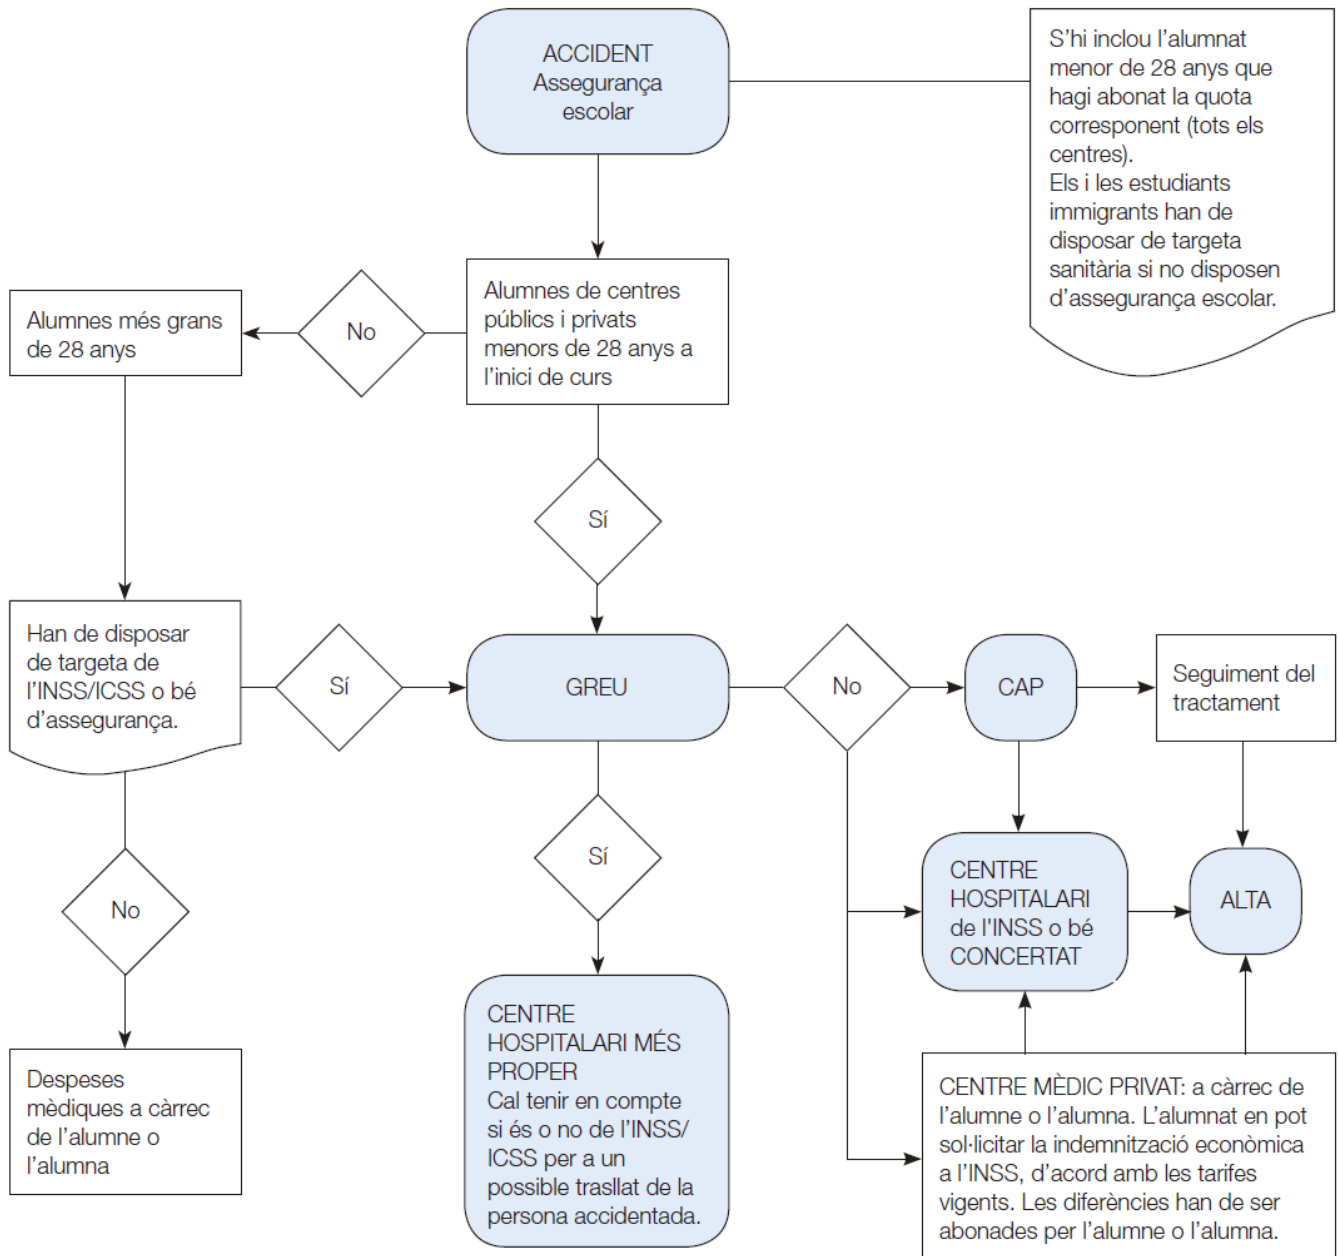 ACCIDENT
Assegurança
escolar
S’hi inclou l’alumnat
menor de 28 anys que
hagi abonat la quota
corresponent (tots els
centres).
Els i les estudiants
immigrants han de
disposar de targeta
sanitària si no disposen
d’assegurança escolar.
Alumnes més grans
de 28 anys
No
Alumnes de centres
públics i privats
menors de 28 anys a
l’inici de curs
Sí
Han de disposar
de targeta de
l’INSS/ICSS o bé
d’assegurança.
Sí
GREU
No
CAP
Seguiment del
tractament
No
Sí
CENTRE
HOSPITALARI
de l'INSS o bé
CONCERTAT
ALTA
Despeses
mèdiques a càrrec
de l’alumne o
l’alumna
CENTRE
HOSPITALARI MÉS
PROPER
Cal tenir en compte
si és o no de l’INSS/
ICSS per a un
possible trasllat de la
persona accidentada.
CENTRE MÈDIC PRIVAT: a càrrec de
l’alumne o l’alumna. L’alumnat en pot
sol·licitar la indemnització econòmica
a l’INSS, d’acord amb les tarifes
vigents. Les diferències han de ser
abonades per l’alumne o l’alumna.